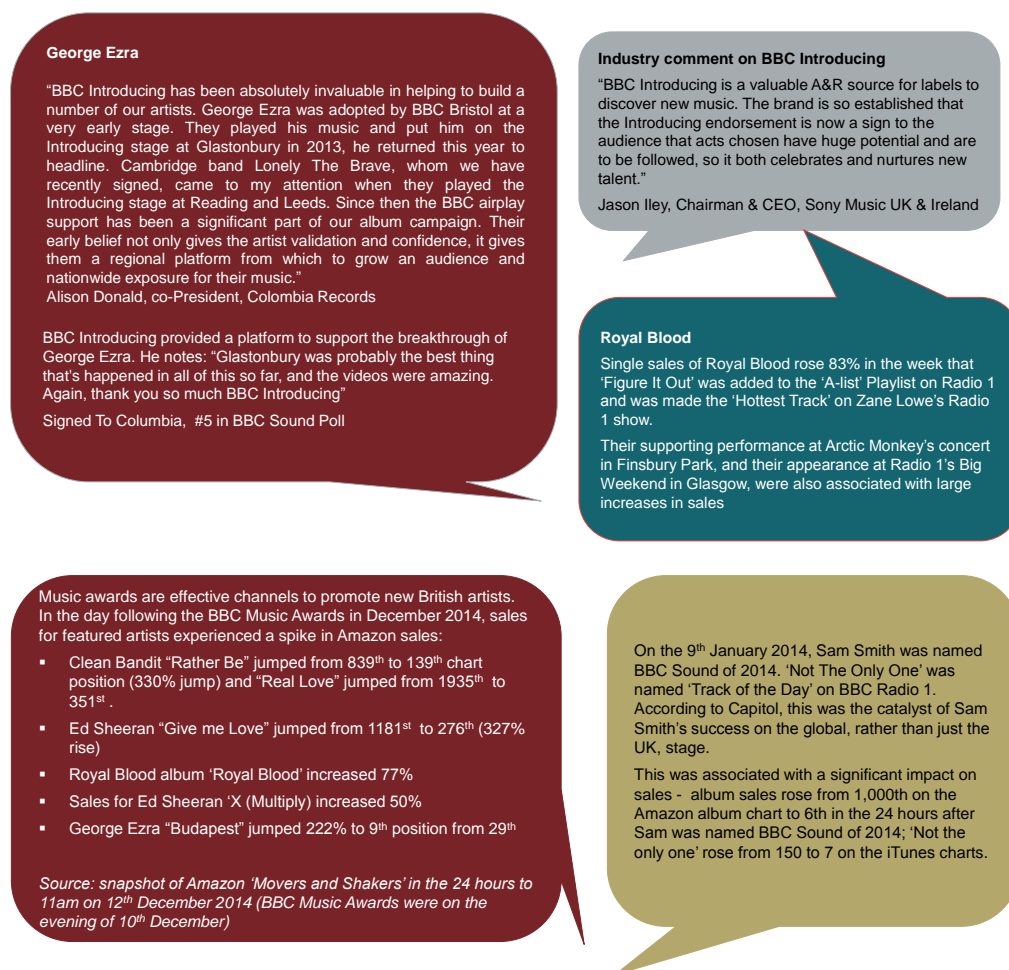 George Ezra
“BBC Introducing has been absolutely invaluable in helping to build a
number of our artists. George Ezra was adopted by BBC Bristol at a
very early stage. They played his music and put him on the
Introducing stage at Glastonbury in 2013, he returned this year to
headline. Cambridge band Lonely The Brave, whom we have
recently signed, came to my attention when they played the
Introducing stage at Reading and Leeds. Since then the BBC airplay
support has been a significant part of our album campaign. Their
early belief not only gives the artist validation and confidence, it gives
them a regional platform from which to grow an audience and
nationwide exposure for their music.”
Alison Donald, co-President, Colombia Records
BBC Introducing provided a platform to support the breakthrough of
George Ezra. He notes: “Glastonbury was probably the best thing
that’s happened in all of this so far, and the videos were amazing.
Again, thank you so much BBC Introducing”
Signed To Columbia, #5 in BBC Sound Poll
Industry comment on BBC Introducing
“BBC Introducing is a valuable A&R source for labels to
discover new music. The brand is so established that
the Introducing endorsement is now a sign to the
audience that acts chosen have huge potential and are
to be followed, so it both celebrates and nurtures new
talent.”
Jason Iley, Chairman & CEO, Sony Music UK & Ireland
Royal Blood
Single sales of Royal Blood rose 83% in the week that
‘Figure It Out’ was added to the ‘A-list’ Playlist on Radio 1
and was made the ‘Hottest Track’ on Zane Lowe’s Radio
1 show.
Their supporting performance at Arctic Monkey’s concert
in Finsbury Park, and their appearance at Radio 1’s Big
Weekend in Glasgow, were also associated with large
increases in sales
Music awards are effective channels to promote new British artists.
In the day following the BBC Music Awards in December 2014, sales
for featured artists experienced a spike in Amazon sales:
▪ Clean Bandit “Rather Be” jumped from 839th to 139th chart
position (330% jump) and “Real Love” jumped from 1935th to
351st .
▪ Ed Sheeran “Give me Love” jumped from 1181st to 276th (327%
rise)
▪ Royal Blood album ‘Royal Blood’ increased 77%
▪ Sales for Ed Sheeran ‘X (Multiply) increased 50%
▪ George Ezra “Budapest” jumped 222% to 9th position from 29th
Source: snapshot of Amazon ‘Movers and Shakers’ in the 24 hours to
11am on 12th December 2014 (BBC Music Awards were on the
evening of 10th December)
On the 9th January 2014, Sam Smith was named
BBC Sound of 2014. ‘Not The Only One’ was
named ‘Track of the Day’ on BBC Radio 1.
According to Capitol, this was the catalyst of Sam
Smith’s success on the global, rather than just the
UK, stage.
This was associated with a significant impact on
sales - album sales rose from 1,000th on the
Amazon album chart to 6th in the 24 hours after
Sam was named BBC Sound of 2014; ‘Not the
only one’ rose from 150 to 7 on the iTunes charts.